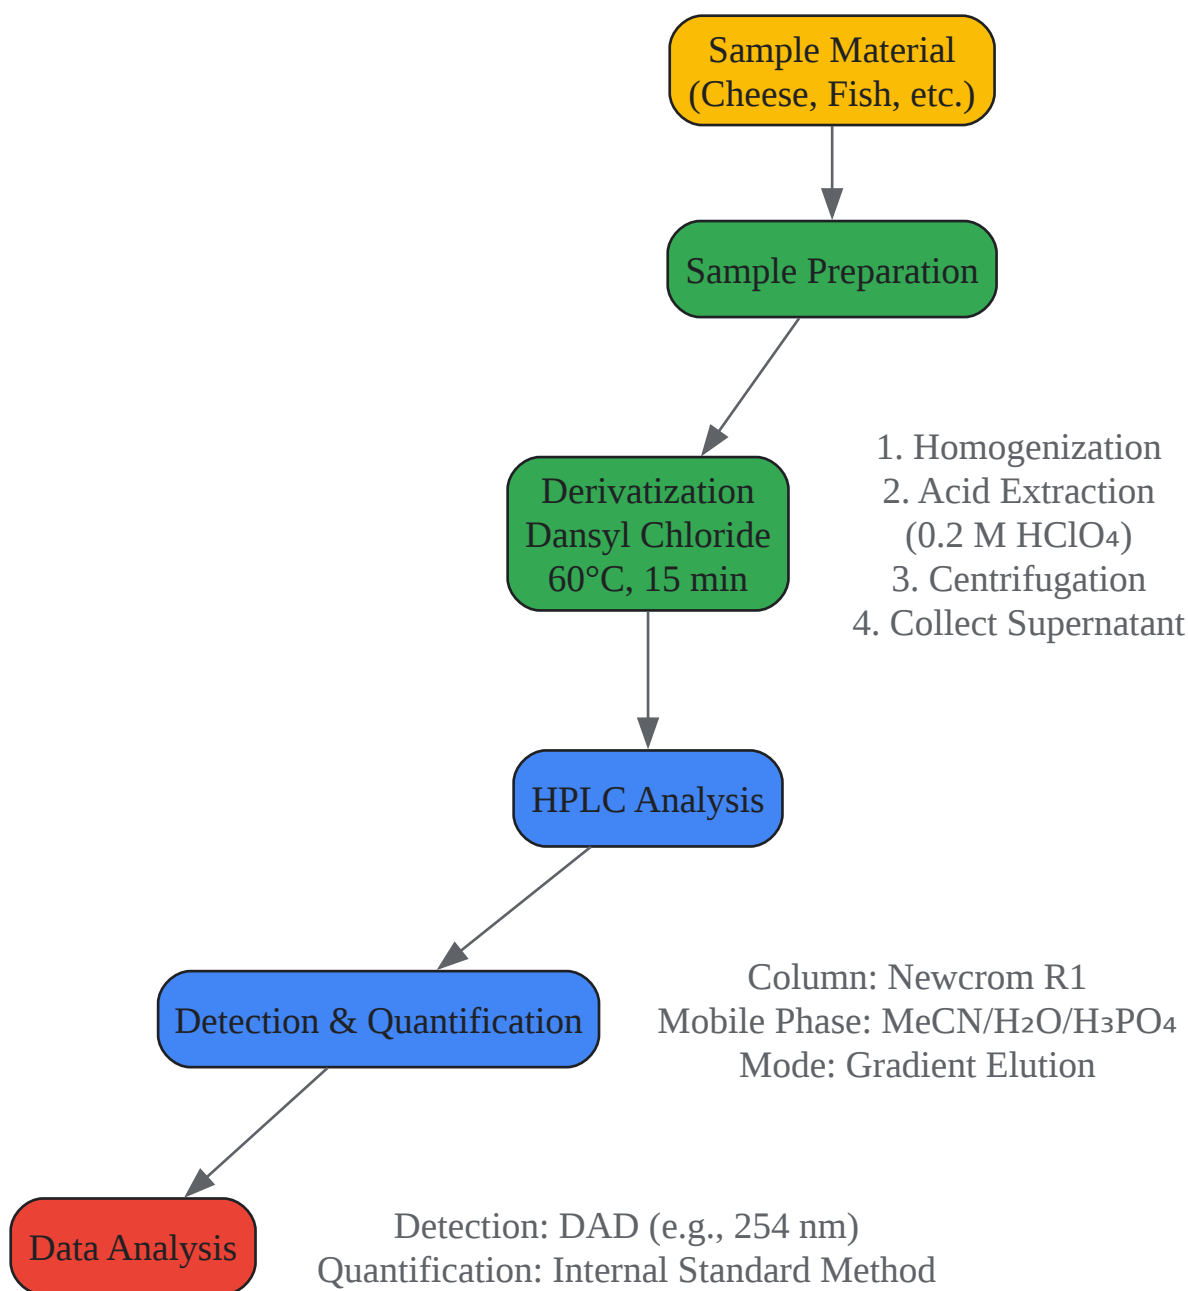 Sample Material
(Cheese, Fish, etc.)
Sample Preparation
Derivatization
Dansyl Chloride
60°C, 15 min
1. Homogenization
2. Acid Extraction
(0.2 M HClO₄)
3. Centrifugation
4. Collect Supernatant
HPLC Analysis
Detection & Quantification
Column: Newcrom R1
Mobile Phase: MeCN/H₂O/H₃PO₄
Mode: Gradient Elution
Data Analysis
Detection: DAD (e.g., 254 nm)
Quantification: Internal Standard Method